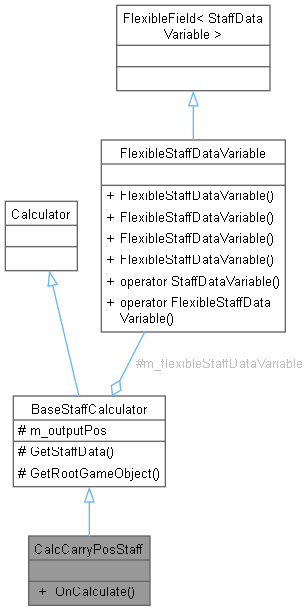 FlexibleField< StaffData
Variable >
FlexibleStaffDataVariable
+ FlexibleStaffDataVariable()
+ FlexibleStaffDataVariable()
+ FlexibleStaffDataVariable()
+ FlexibleStaffDataVariable()
+ operator StaffDataVariable()
+ operator FlexibleStaffData
Variable()
Calculator
#m_flexibleStaffDataVariable
BaseStaffCalculator
# m_outputPos
# GetStaffData()
# GetRootGameObject()
CalcCarryPosStaff
+ OnCalculate()